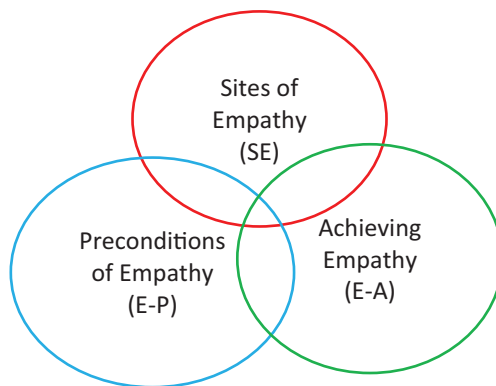 Sites of
Empathy
(SE)
Preconditions
of Empathy
(E-P)
Achieving
Empathy
(E-A)